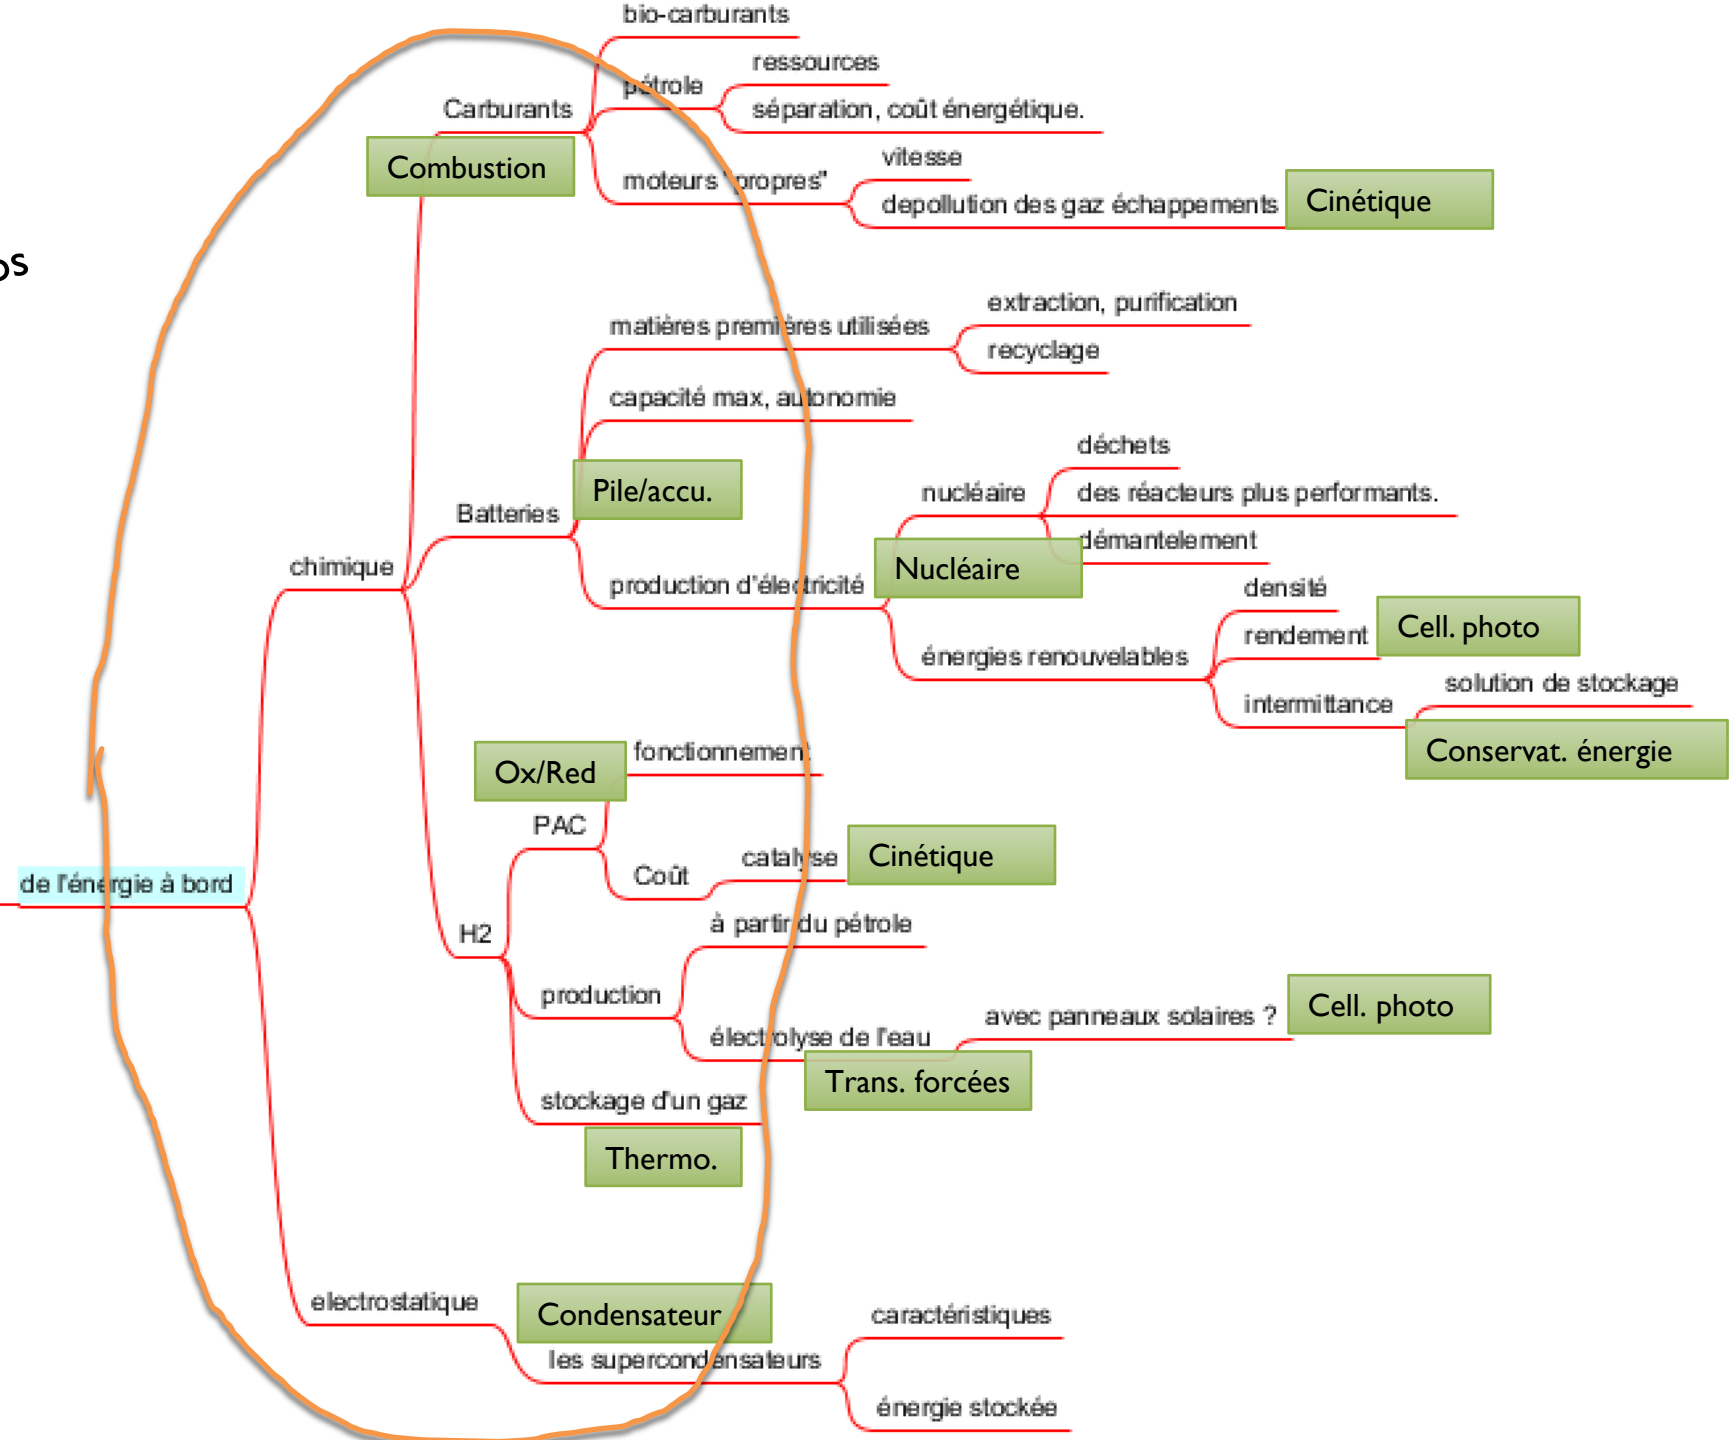 bio-carburants
ressources
pétrole
séparation, coût énergétique.
Carburants
Combustion
vitesse
moteurs "propres"
depollution des gaz échappements
Cinétique
extraction, purification
matières premières utilisées
recyclage
capacité max, autonomie
déchets
Pile/accu.
nucléaire
des réacteurs plus performants.
Batteries
démantelement
chimique
Nucléaire
production d'électricité
densité
Cell. photo
rendement
énergies renouvelables
solution de stockage
intermittance
Conservat. énergie
fonctionnement
Ox/Red
PAC
catalyse
Cinétique
Coût
de l'énergie à bord
à partir du pétrole
H2
production
Cell. photo
avec panneaux solaires ?
électrolyse de l'eau
Trans. forcées
stockage d'un gaz
Thermo.
electrostatique
Condensateur
caractéristiques
les supercondensateurs
énergie stockée